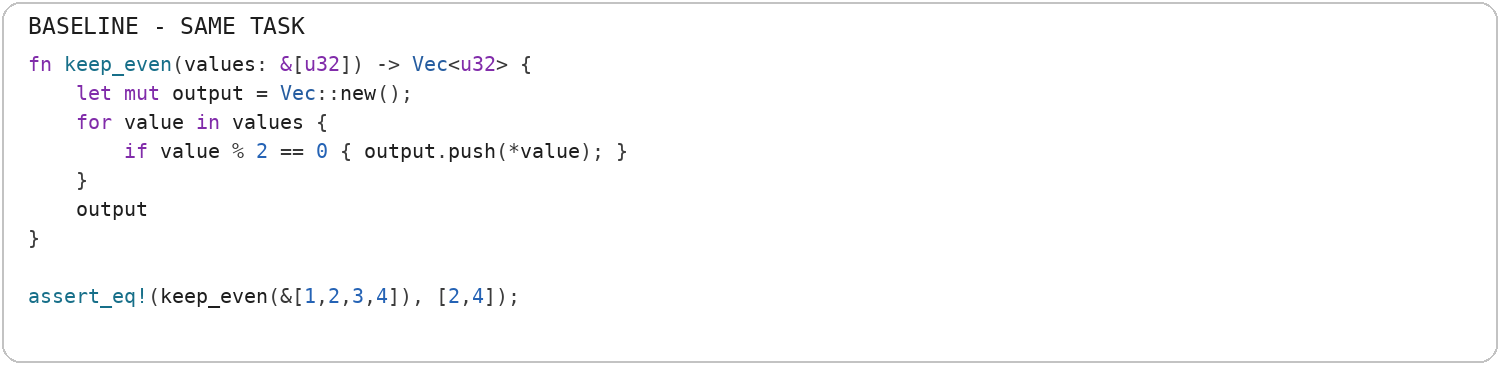 BASELINE - SAME TASK
fn keep_even(values: &[u32]) -> Vec<u32> {
    let mut output = Vec::new();
    for value in values {
        if value % 2 == 0 { output.push(*value); }
    }
    output
}

assert_eq!(keep_even(&[1,2,3,4]), [2,4]);